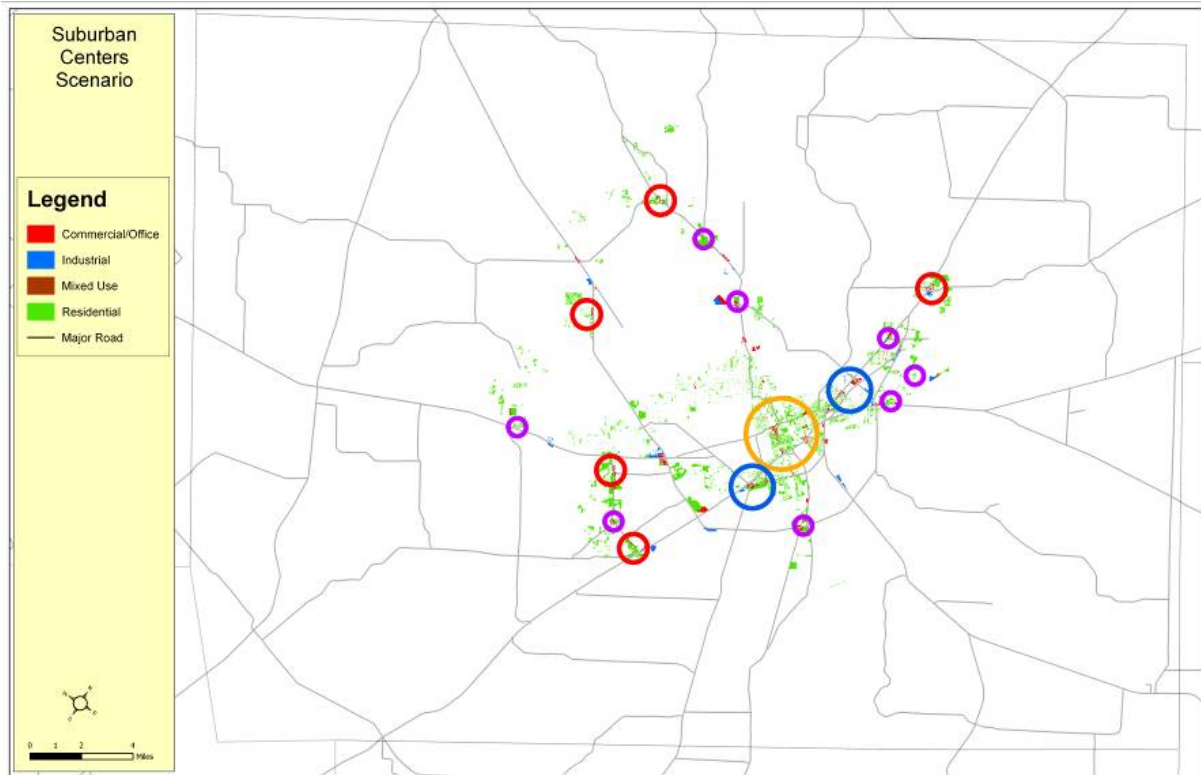 Suburban
Centers
Scenario
Legend
Commercial/Office
Industrial
Mixed Use
Residential
Major Road
0 1 2 4
Miles